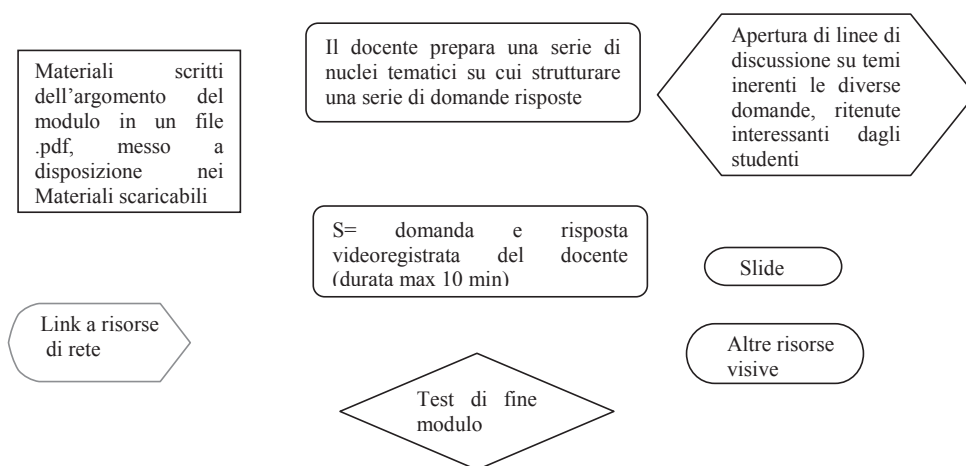 Materiali scritti
dell'argomento del
modulo in un file
.pdf, messo a
disposizione nei
Materiali scaricabili
Il docente prepara una serie di
nuclei tematici su cui strutturare
una serie di domande risposte
Apertura di linee di
discussione su temi
inerenti le diverse
domande, ritenute
interessanti dagli
studenti
S= domanda e risposta
videoregistrata del docente
(durata max 10 min)
Slide
Link a risorse
di rete
Altre risorse
visive
Test di fine
modulo